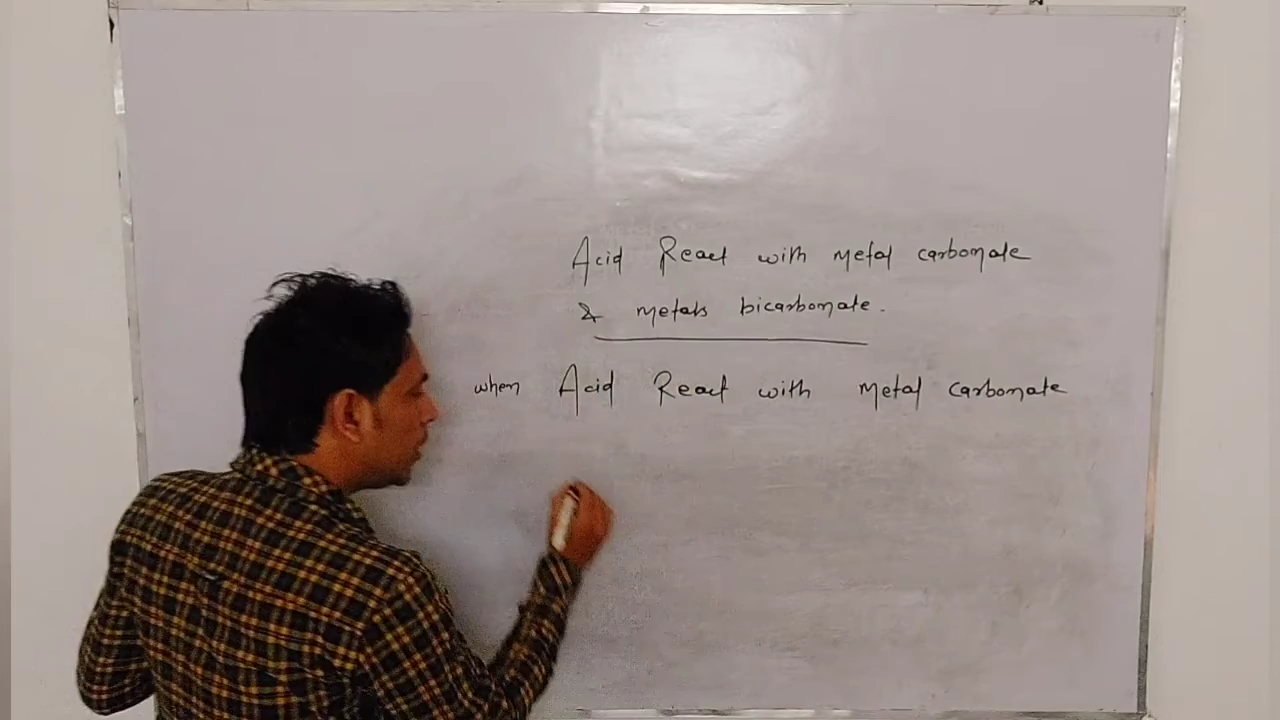 Acid React with metal carbonate
& metals bicarbonate.
when Acid React with metal carbonate